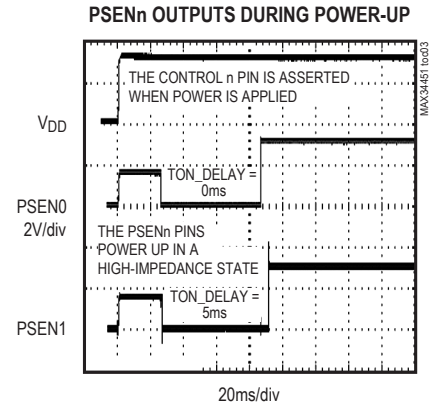 PSENn OUTPUTS DURING POWER-UP
MAX34451 toc03
THE CONTROL n PIN IS ASSERTED
WHEN POWER IS APPLIED
VDD
TON_DELAY =
0ms
PSEN0
2V/div
THE PSENn PINS
POWER UP IN A
HIGH-IMPEDANCE STATE
TON_DELAY =
5ms
PSEN1
20ms/div